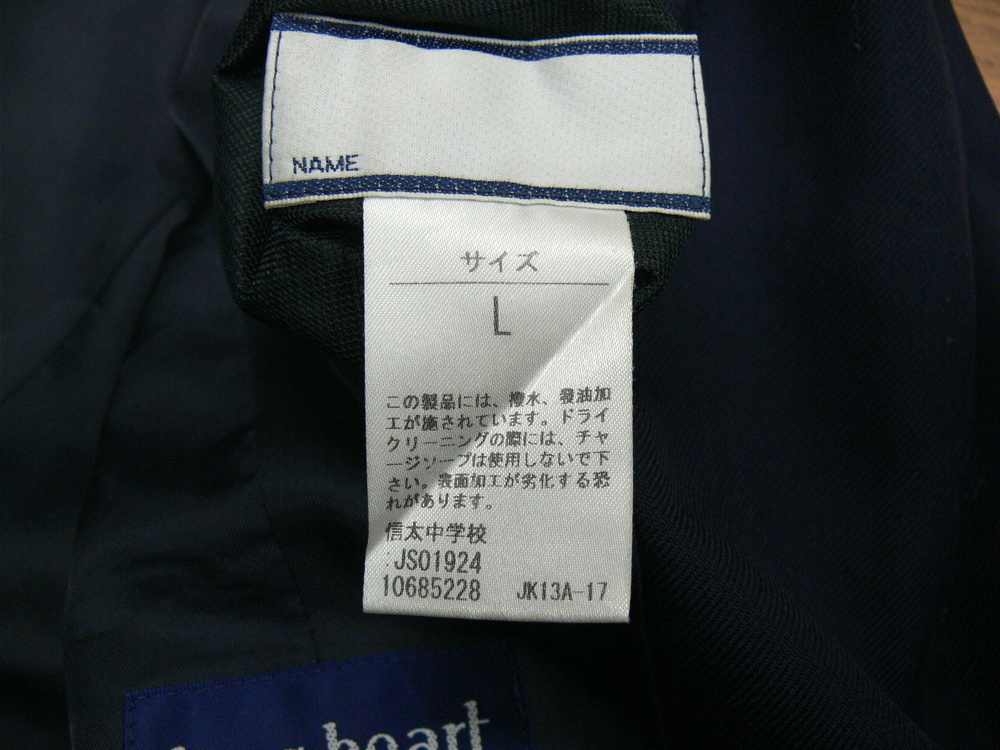 NAME
サイズ
L
この製品には、撥水、撥油加
工が施されています。ドライ
クリーニングの際には、チャ
ージソープは使用しないで下
さい。表面加工が劣化する恐
れがあります。
信太中学校
JS01924
10685228 JK13A-17
heart